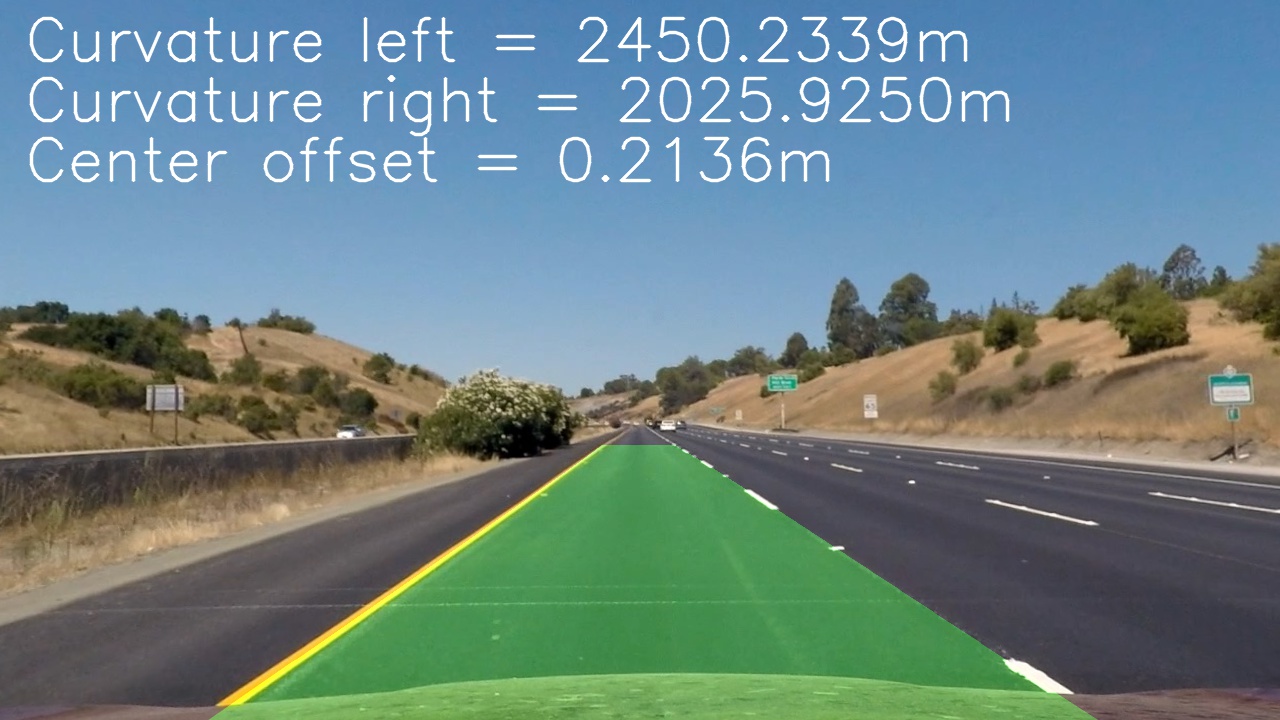 Curvature left = 2450.2339m
Curvature right = 2025.9250m
Center offset = 0.2136m